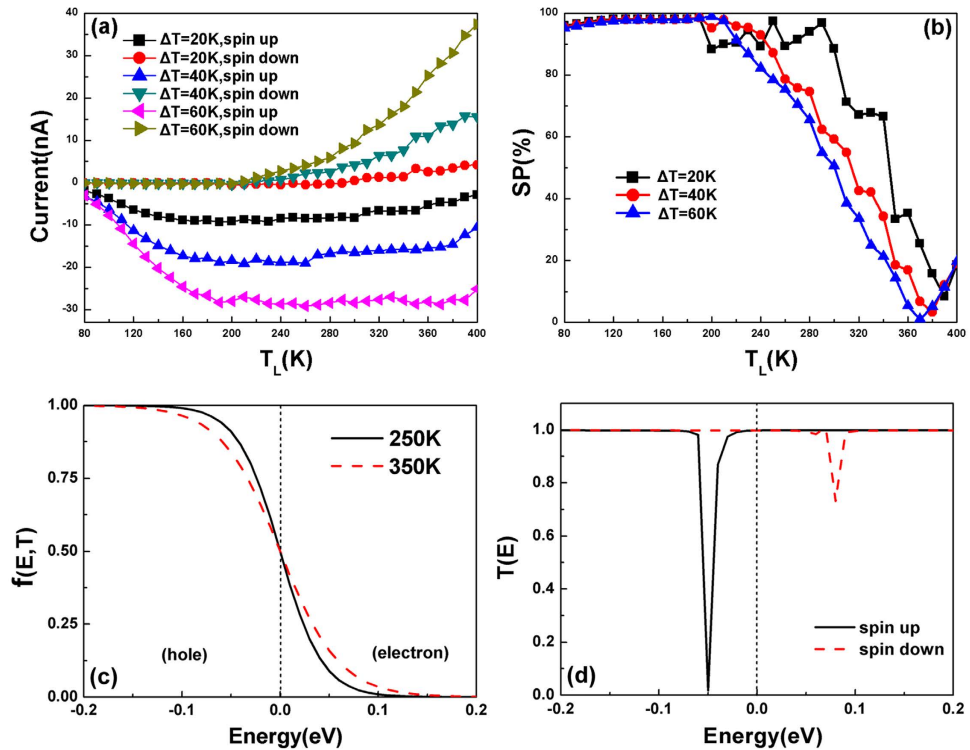 (a)
ΔT=20K,spin up
ΔT=20K,spin down
ΔT=40K,spin up
ΔT=40K,spin down
ΔT=60K,spin up
ΔT=60K,spin down
Current(nA)
40
30
20
10
0
-10
-20
-30
80 120 160 200 240 280 320 360 400
T_L(K)
(b)
ΔT=20K
ΔT=40K
ΔT=60K
SP(%)
100
80
60
40
20
0
80 120 160 200 240 280 320 360 400
T_L(K)
250K
350K
f(E,T)
1.00
0.75
0.50
0.25
0.00
(hole)
(electron)
(c)
-0.2 -0.1 0.0 0.1 0.2
Energy(eV)
T(E)
1.0
0.8
0.6
0.4
0.2
0.0
spin up
spin down
(d)
-0.2 -0.1 0.0 0.1 0.2
Energy(eV)